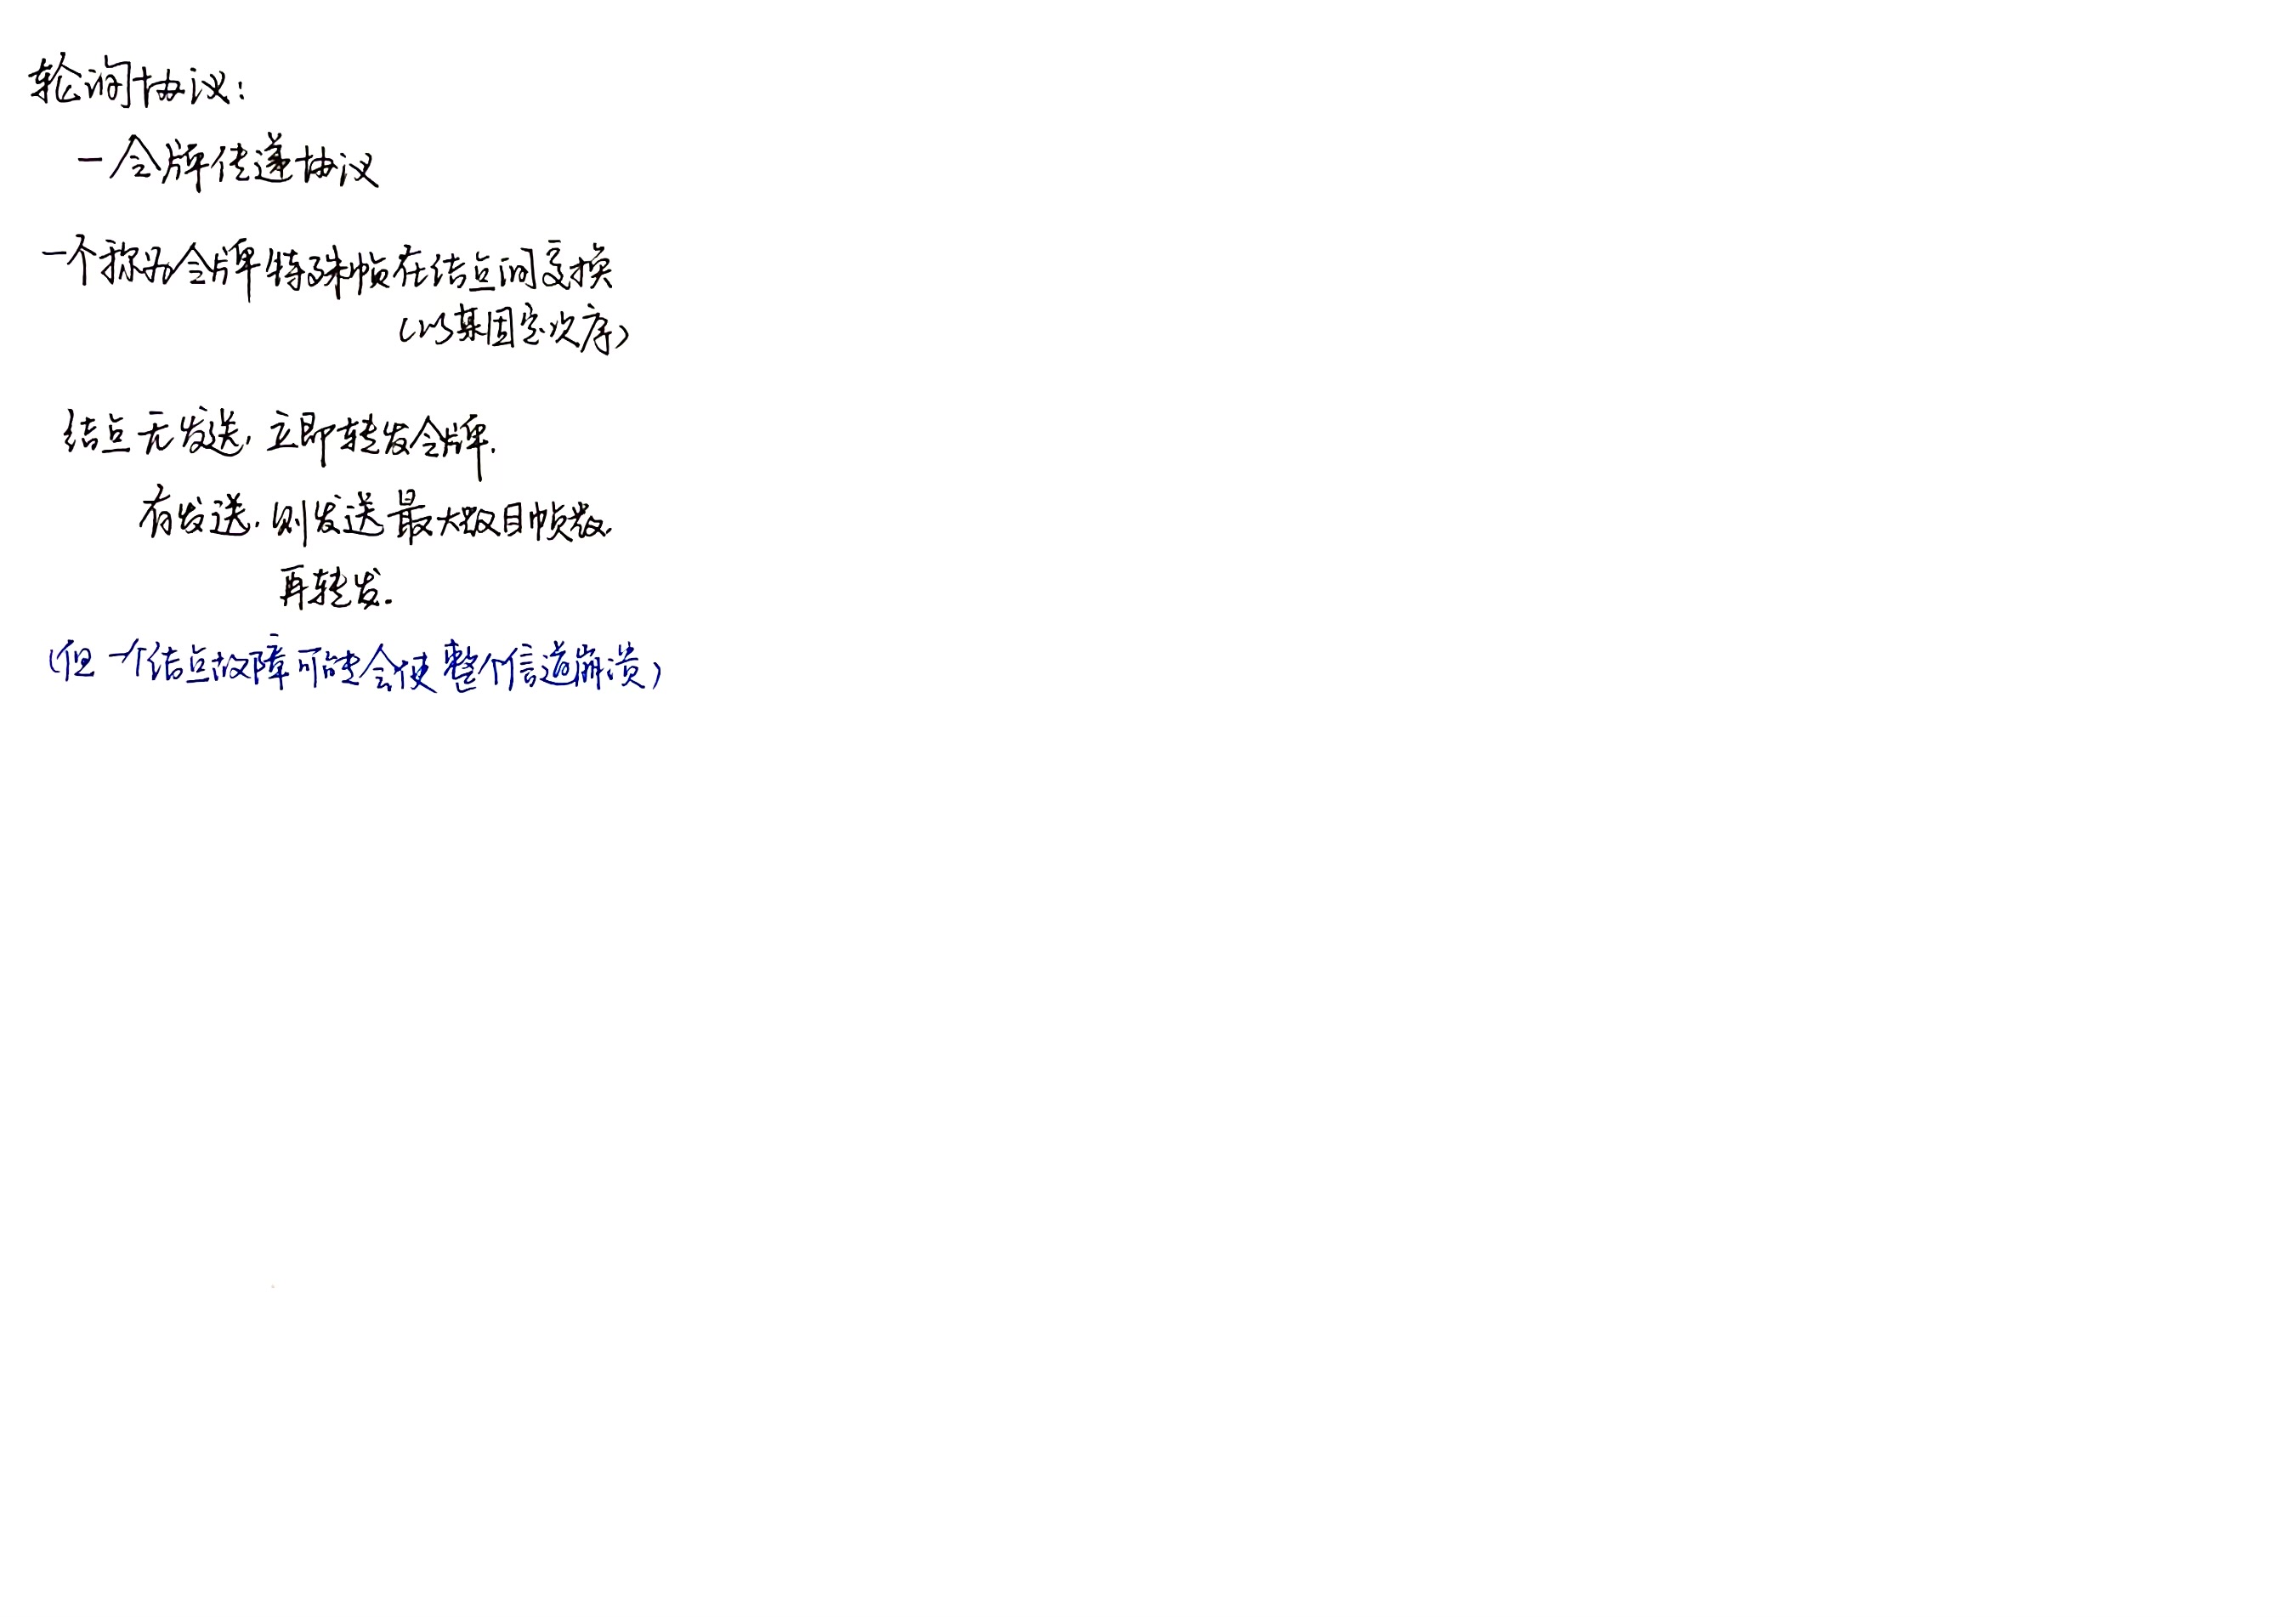 轮询协议:
一令牌传递协议
一个称为令牌特殊帧在结点间交换
(以某固定次序)
结点无发送,立即转发令牌.
有发送,则发送最大数目帧数,
再转发.
(但一个结点故障可能会使整个信道崩溃)